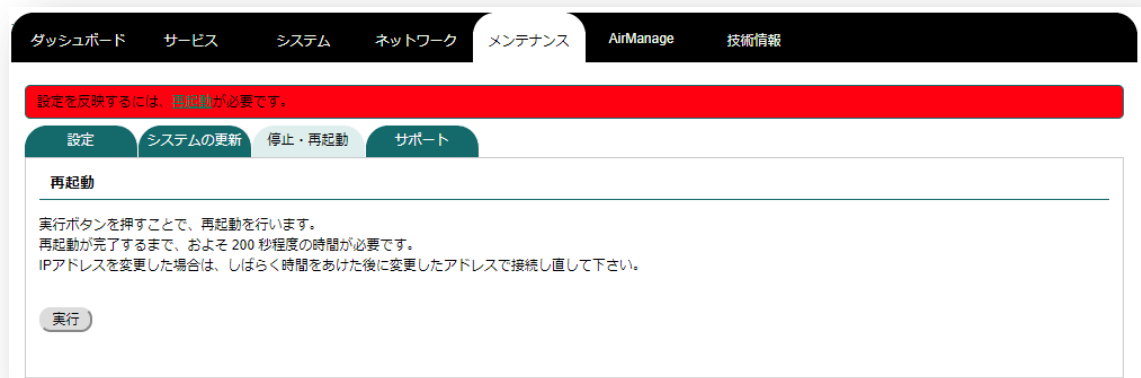 ダッシュボード サービス システム ネットワーク メンテナンス AirManage 技術情報
設定を反映するには、再起動が必要です。
設定 システムの更新 停止・再起動 サポート
再起動
実行ボタンを押すことで、再起動を行います。
再起動が完了するまで、およそ 200 秒程度の時間が必要です。
IPアドレスを変更した場合は、しばらく時間をあけた後に変更したアドレスで接続し直して下さい。
実行